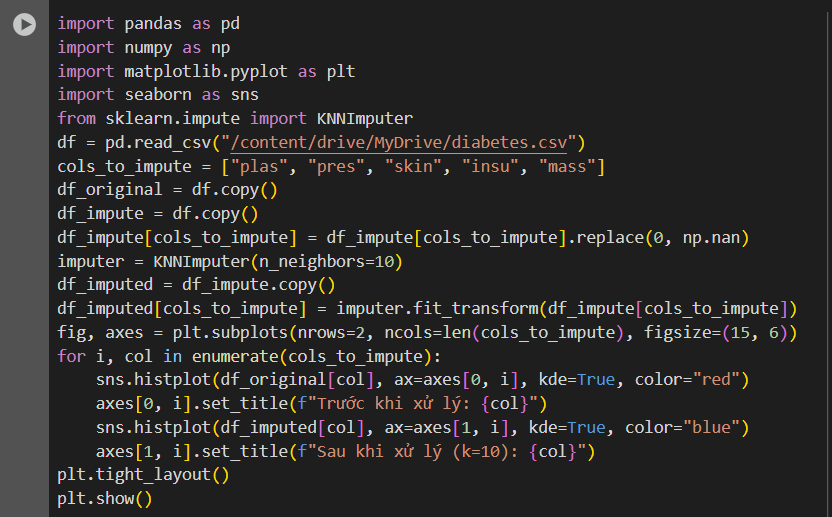 import pandas as pd
import numpy as np
import matplotlib.pyplot as plt
import seaborn as sns
from sklearn.impute import KNNImputer
df = pd.read_csv("/content/drive/MyDrive/diabetes.csv")
cols_to_impute = ["plas", "pres", "skin", "insu", "mass"]
df_original = df.copy()
df_impute = df.copy()
df_impute[cols_to_impute] = df_impute[cols_to_impute].replace(0, np.nan)
imputer = KNNImputer(n_neighbors=10)
df_imputed = df_impute.copy()
df_imputed[cols_to_impute] = imputer.fit_transform(df_impute[cols_to_impute])
fig, axes = plt.subplots(nrows=2, ncols=len(cols_to_impute), figsize=(15, 6))
for i, col in enumerate(cols_to_impute):
    sns.histplot(df_original[col], ax=axes[0, i], kde=True, color="red")
    axes[0, i].set_title(f"Trước khi xử lý: {col}")
    sns.histplot(df_imputed[col], ax=axes[1, i], kde=True, color="blue")
    axes[1, i].set_title(f"Sau khi xử lý (k=10): {col}")
plt.tight_layout()
plt.show()